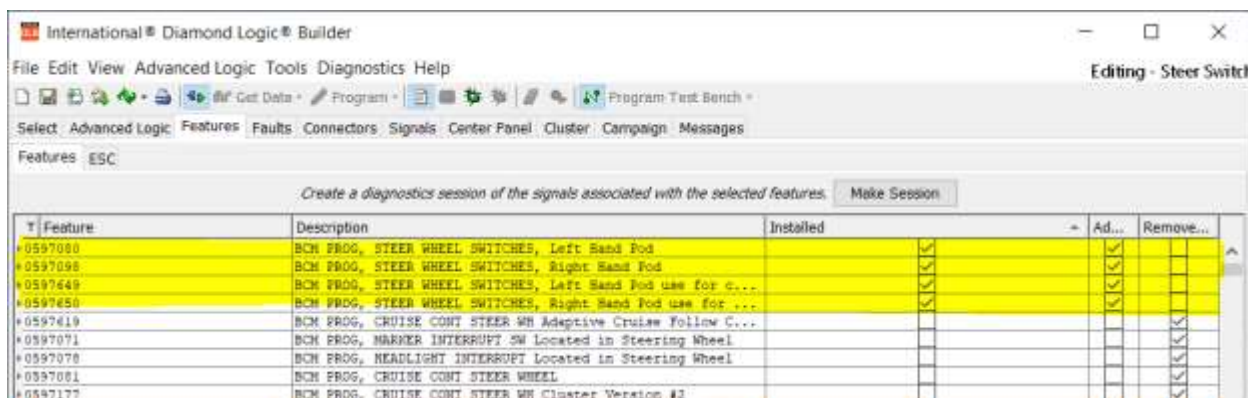 International® Diamond Logic® Builder
File Edit View Advanced Logic Tools Diagnostics Help
Editing - Steer Switch
Get Data Program Program Test Bench
Select Advanced Logic Features Faults Connectors Signals Center Panel Cluster Campaign Messages
Features ESC
Create a diagnostics session of the signals associated with the selected features. Make Session
Feature Description Installed Ad... Remove...
0597080 BCM PROG, STEER WHEEL SWITCHES, Left Hand Pod
0597098 BCM PROG, STEER WHEEL SWITCHES, Right Hand Pod
0597649 BCM PROG, STEER WHEEL SWITCHES, Left Hand Pod use for c...
0597650 BCM PROG, STEER WHEEL SWITCHES, Right Hand Pod use for ...
0597619 BCM PROG, CRUISE CONT STEER WH Adaptive Cruise Follow C...
0597071 BCM PROG, MARKER INTERRUPT SW Located in Steering Wheel
0597078 BCM PROG, HEADLIGHT INTERRUPT Located in Steering Wheel
0597081 BCM PROG, CRUISE CONT STEER WHEEL
0597177 BCM PROG, CRUISE CONT STEER WH Cluster Version #2